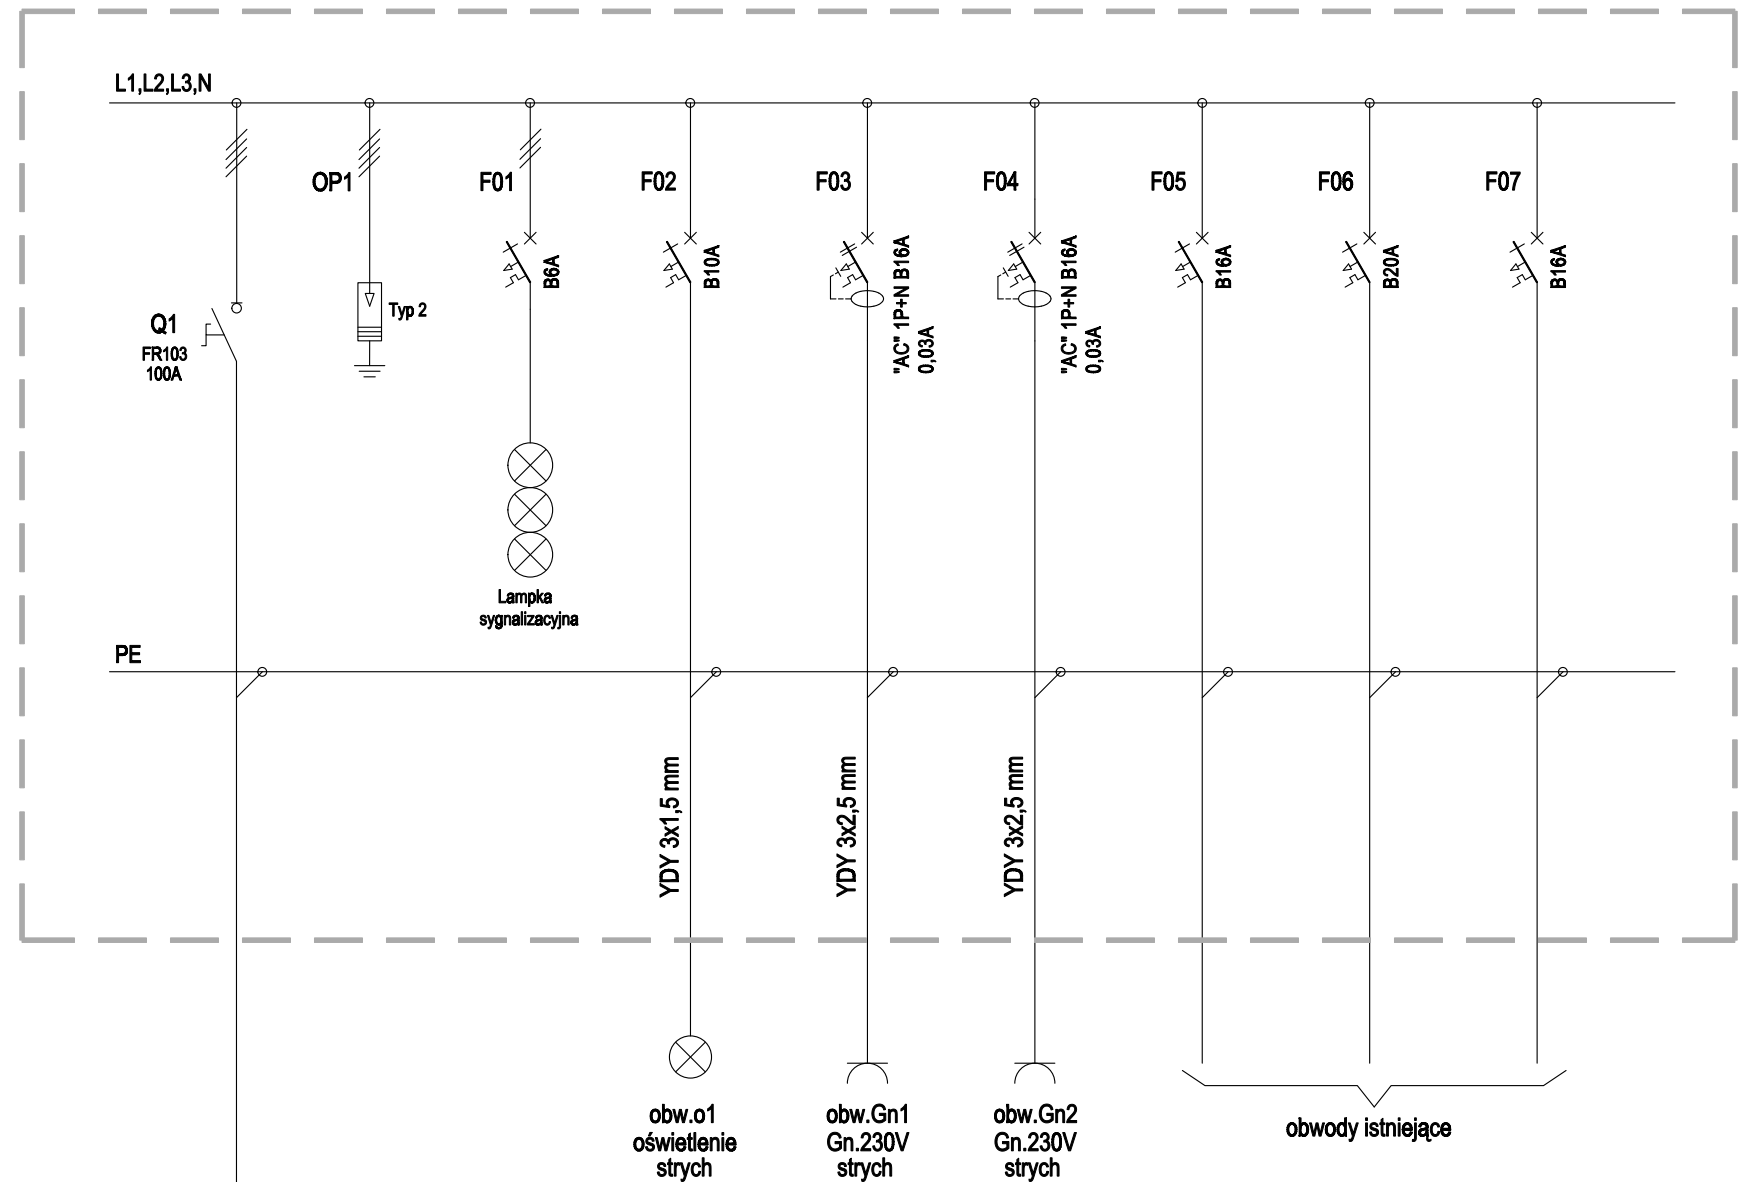 L1,L2,L3,N
OP1
F01
F02
F03
F04
F05
F06
F07
B6A
B10A
"AC" 1P+N B16A
0,03A
"AC" 1P+N B16A
0,03A
B16A
B20A
B16A
Q1
FR103
100A
Typ 2
Lampka
sygnalizacyjna
PE
YDY 3x1,5 mm
YDY 3x2,5 mm
YDY 3x2,5 mm
obw.o1
oświetlenie
strych
obw.Gn1
Gn.230V
strych
obw.Gn2
Gn.230V
strych
obwody istniejące